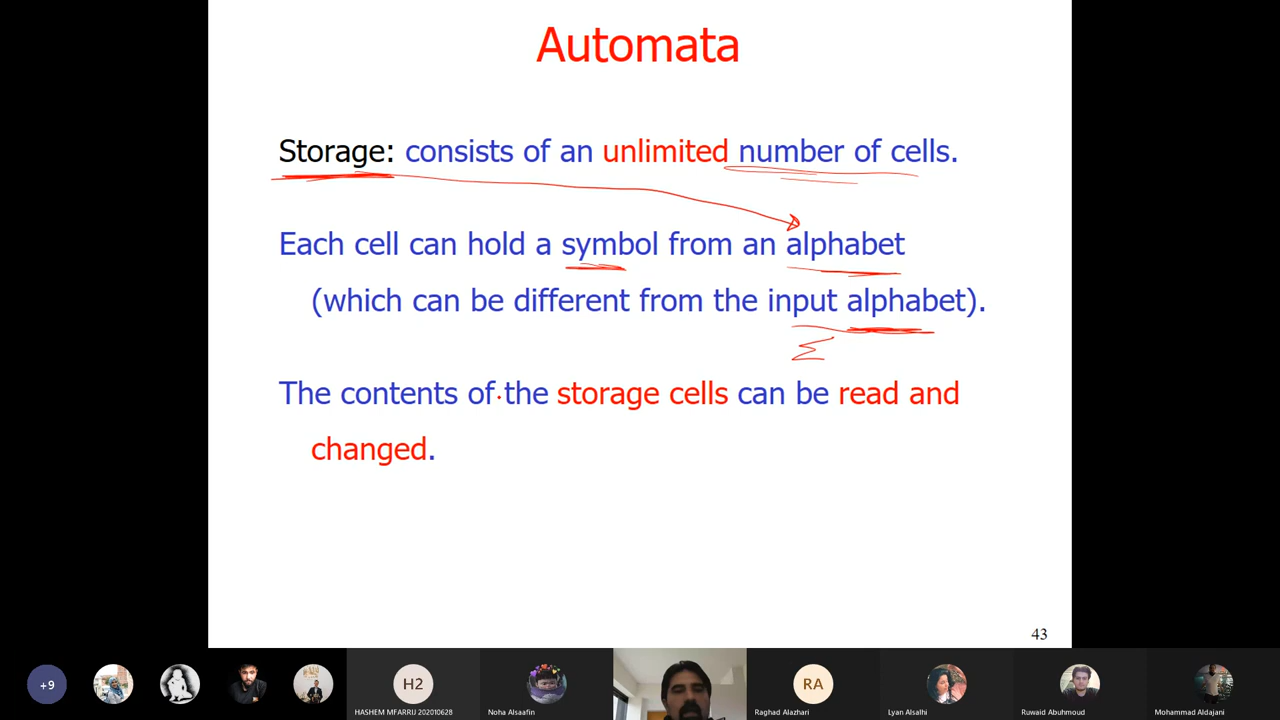 Automata
Storage: consists of an unlimited number of cells.
Each cell can hold a symbol from an alphabet
(which can be different from the input alphabet).
Σ
The contents of the storage cells can be read and
changed.
43
+9
H2
RA
HASHEM MFARRIJ 202010628
Noha Alsaafin
Raghad Alazhari
Lyan Alsalhi
Ruwaid Abuhmoud
Mohammad Aldajani